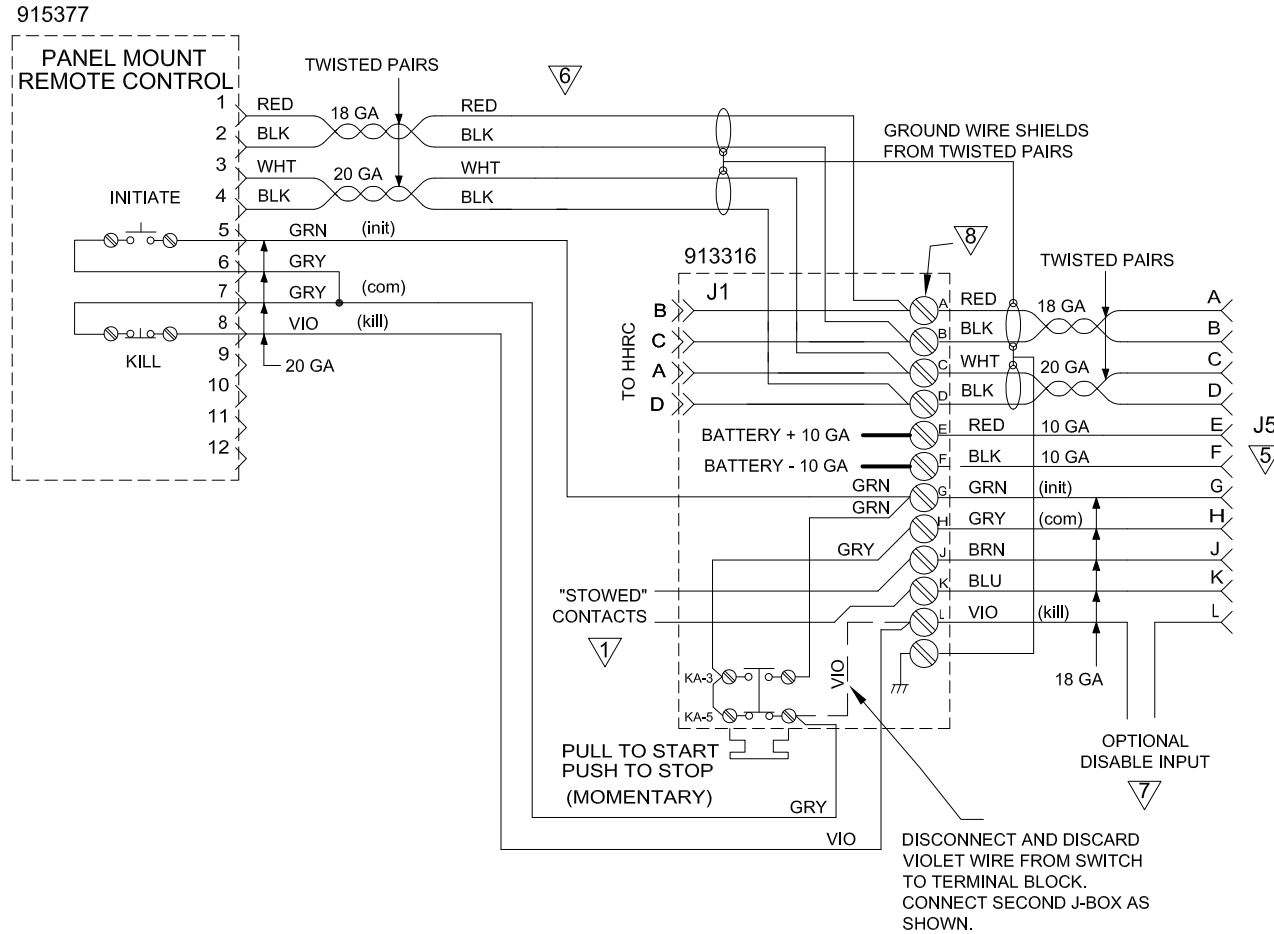 915377
PANEL MOUNT
REMOTE CONTROL
TWISTED PAIRS
6
1 RED 18 GA RED
2 BLK BLK
3 WHT 20 GA WHT
4 BLK BLK
GROUND WIRE SHIELDS
FROM TWISTED PAIRS
INITIATE
5 GRN (init)
6 GRY
7 GRY (com)
8 VIO (kill)
KILL
9
20 GA
10
11
12
913316
8
TWISTED PAIRS
J1
TO HHRC
B A RED 18 GA A
C B BLK B
A C WHT 20 GA C
D D BLK D
BATTERY + 10 GA E RED 10 GA E
J5
BATTERY - 10 GA F BLK 10 GA F
5
GRN G GRN (init) G
GRN
H GRY (com) H
GRY J BRN J
"STOWED"
CONTACTS
K BLU K
L VIO (kill) L
1
VIO
18 GA
KA-3
KA-5
PULL TO START
PUSH TO STOP
(MOMENTARY)
OPTIONAL
DISABLE INPUT
7
GRY
VIO
DISCONNECT AND DISCARD
VIOLET WIRE FROM SWITCH
TO TERMINAL BLOCK.
CONNECT SECOND J-BOX AS
SHOWN.